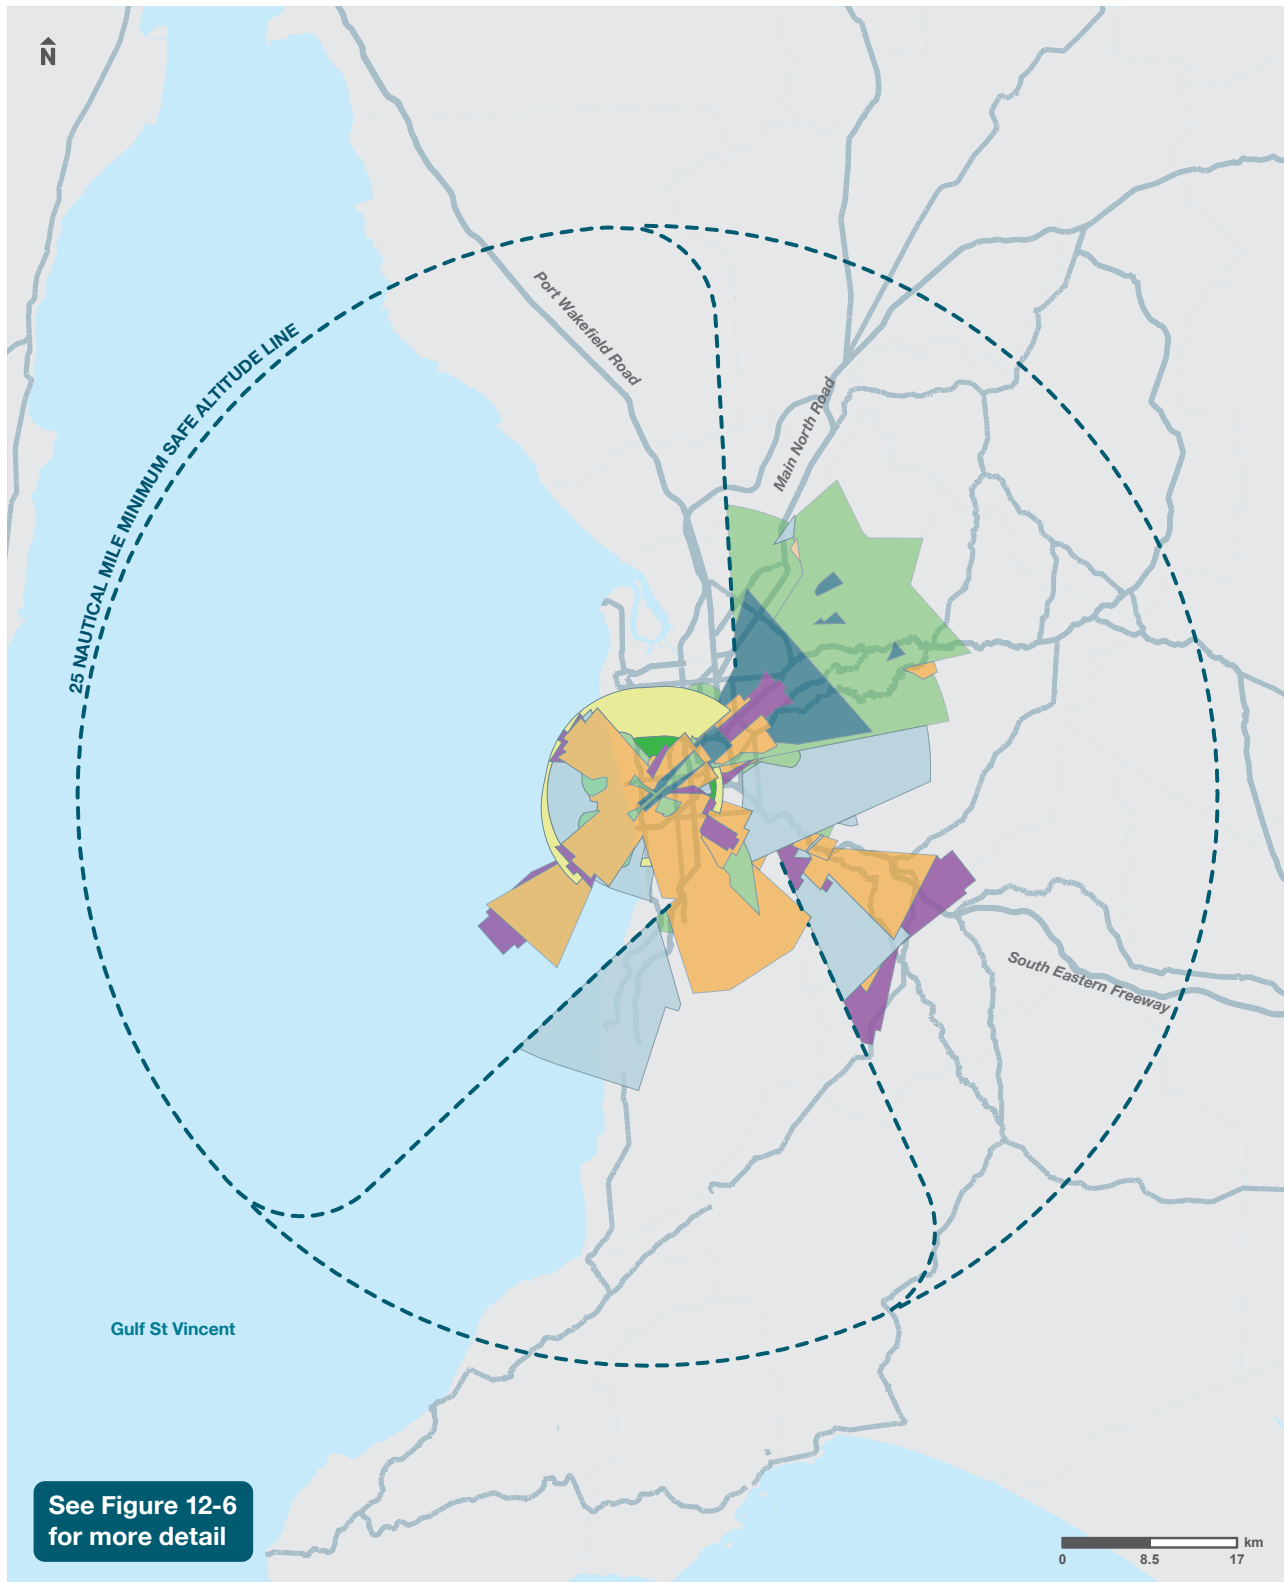 N
Port Wakefield Road
25 NAUTICAL MILE MINIMUM SAFE ALTITUDE LINE
Main North Road
South Eastern Freeway
Gulf St Vincent
See Figure 12-6
for more detail
km
0 8.5 17